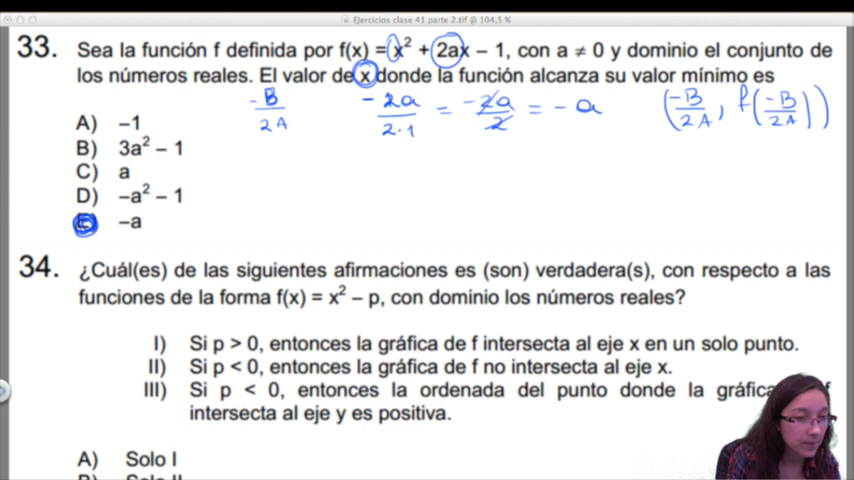 Ejercicios clase 41 parte 2.tif @ 104,5 %
33. Sea la función f definida por f(x) = x² + 2ax – 1, con a ≠ 0 y dominio el conjunto de
los números reales. El valor de x donde la función alcanza su valor mínimo es
-B/2A -2a/2·1 = -2a/2 = -a (-B/2A, f(-B/2A))
A) –1
B) 3a² – 1
C) a
D) –a² – 1
–a
34. ¿Cuál(es) de las siguientes afirmaciones es (son) verdadera(s), con respecto a las
funciones de la forma f(x) = x² – p, con dominio los números reales?
I) Si p > 0, entonces la gráfica de f intersecta al eje x en un solo punto.
II) Si p < 0, entonces la gráfica de f no intersecta al eje x.
III) Si p < 0, entonces la ordenada del punto donde la gráfica
intersecta al eje y es positiva.
A) Solo I